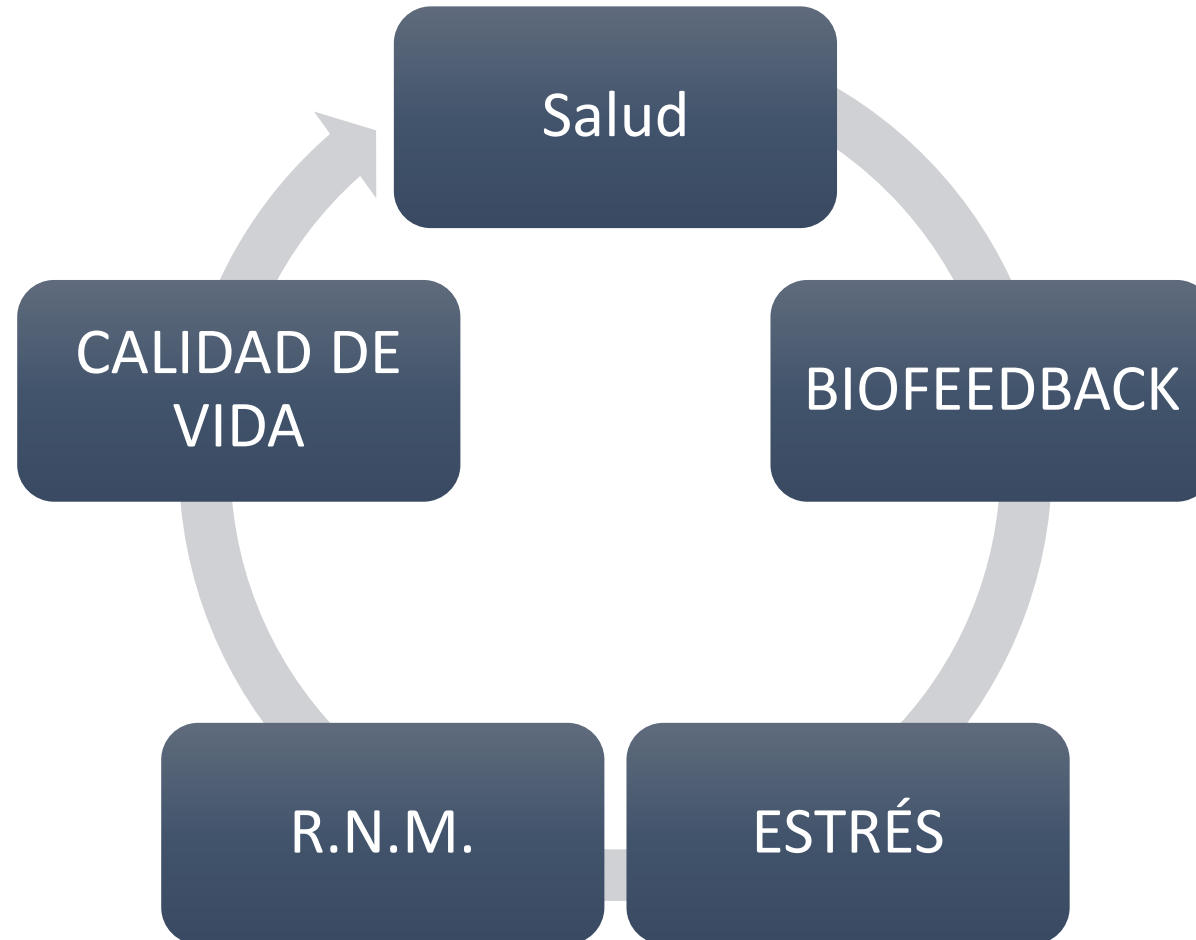 Salud
BIOFEEDBACK
ESTRÉS
R.N.M.
CALIDAD DE
VIDA